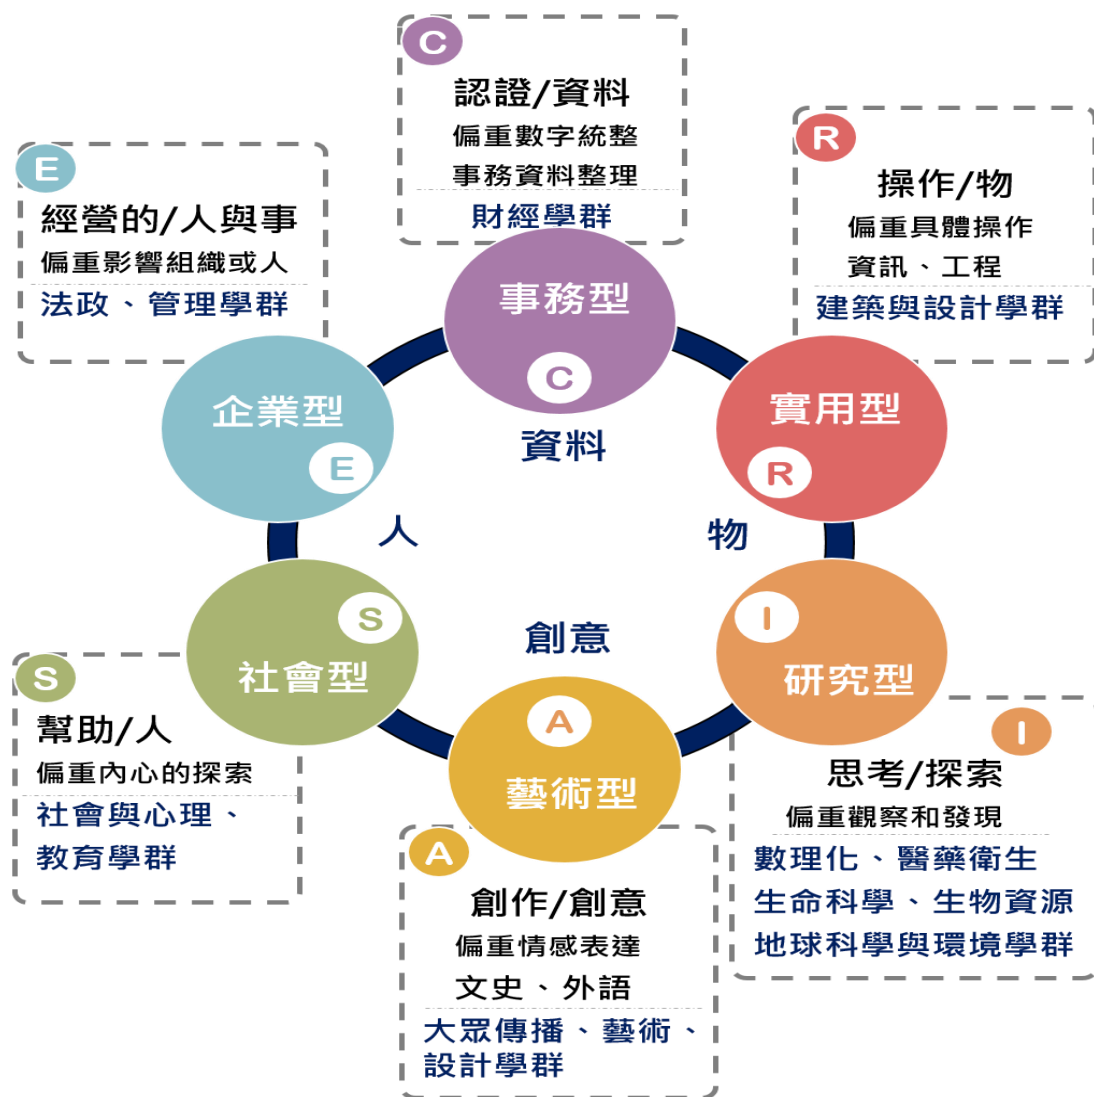 C
認證/資料
偏重數字統整
事務資料整理
財經學群
R
操作/物
偏重具體操作
資訊、工程
建築與設計學群
E
經營的/人與事
偏重影響組織或人
法政、管理學群
事務型
C
企業型
E
實用型
R
資料
人
物
創意
社會型
S
研究型
I
藝術型
A
S
幫助/人
偏重內心的探索
社會與心理、
教育學群
I
思考/探索
偏重觀察和發現
數理化、醫藥衛生
生命科學、生物資源
地球科學與環境學群
A
創作/創意
偏重情感表達
文史、外語
大眾傳播、藝術、
設計學群